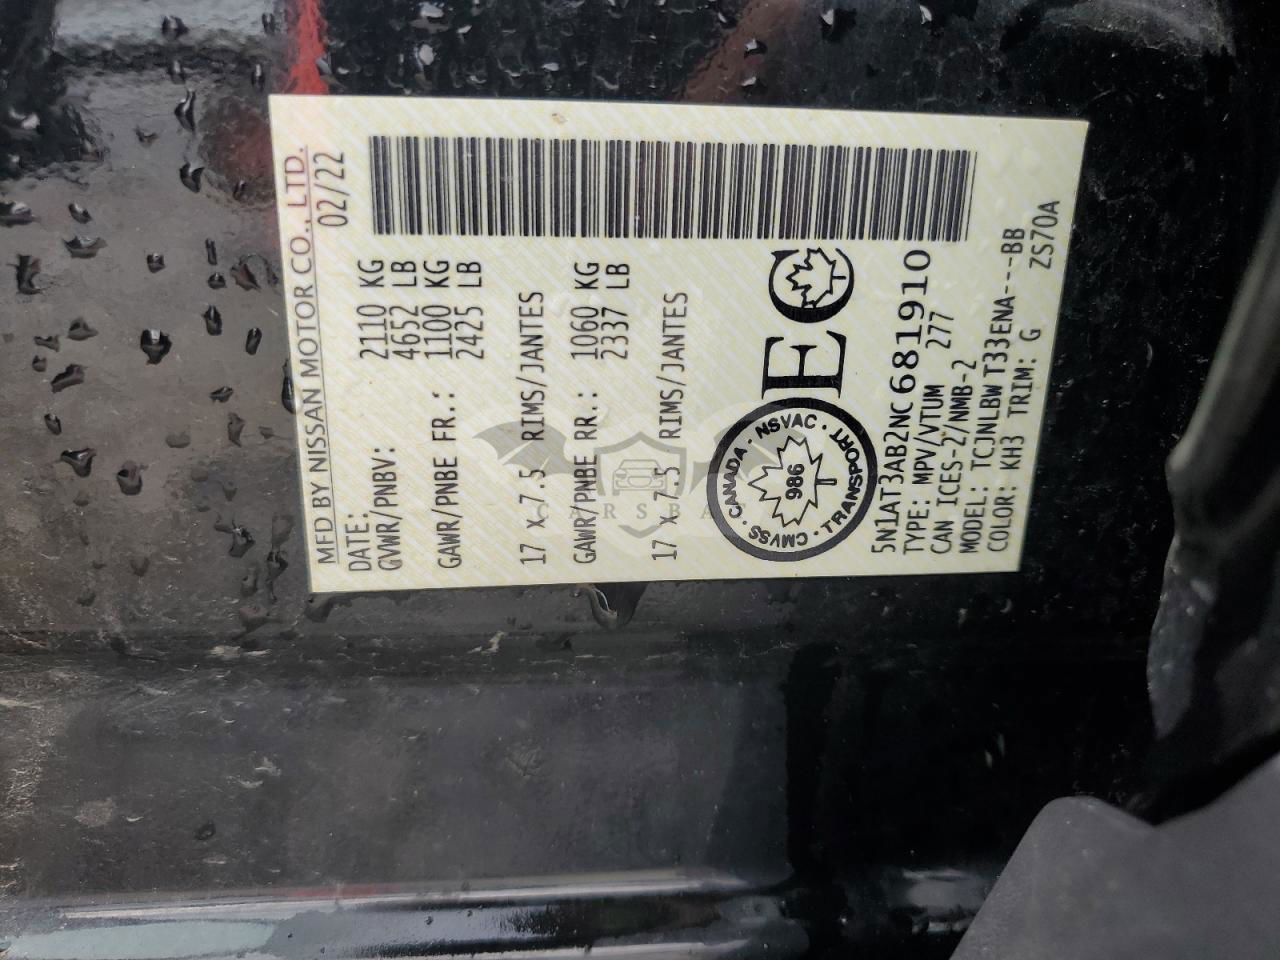 MFD BY NISSAN MOTOR CO., LTD.
DATE: 02/22
GVWR/PNBV: 2110 KG
4652 LB
GAWR/PNBE FR.: 1100 KG
2425 LB
17 x 7.5 RIMS/JANTES
GAWR/PNBE RR.: 1060 KG
2337 LB
17 x 7.5 RIMS/JANTES
CANADA · NSVAC · TRANSPORT · CMVSS ·
986
EC
5N1AT3AB2NC681910
TYPE: MPV/VTUM 277
CAN ICES-2/NMB-2
MODEL: TCJNLBW T33ENA---BB
COLOR: KH3 TRIM: G ZS70A
CARSBAT